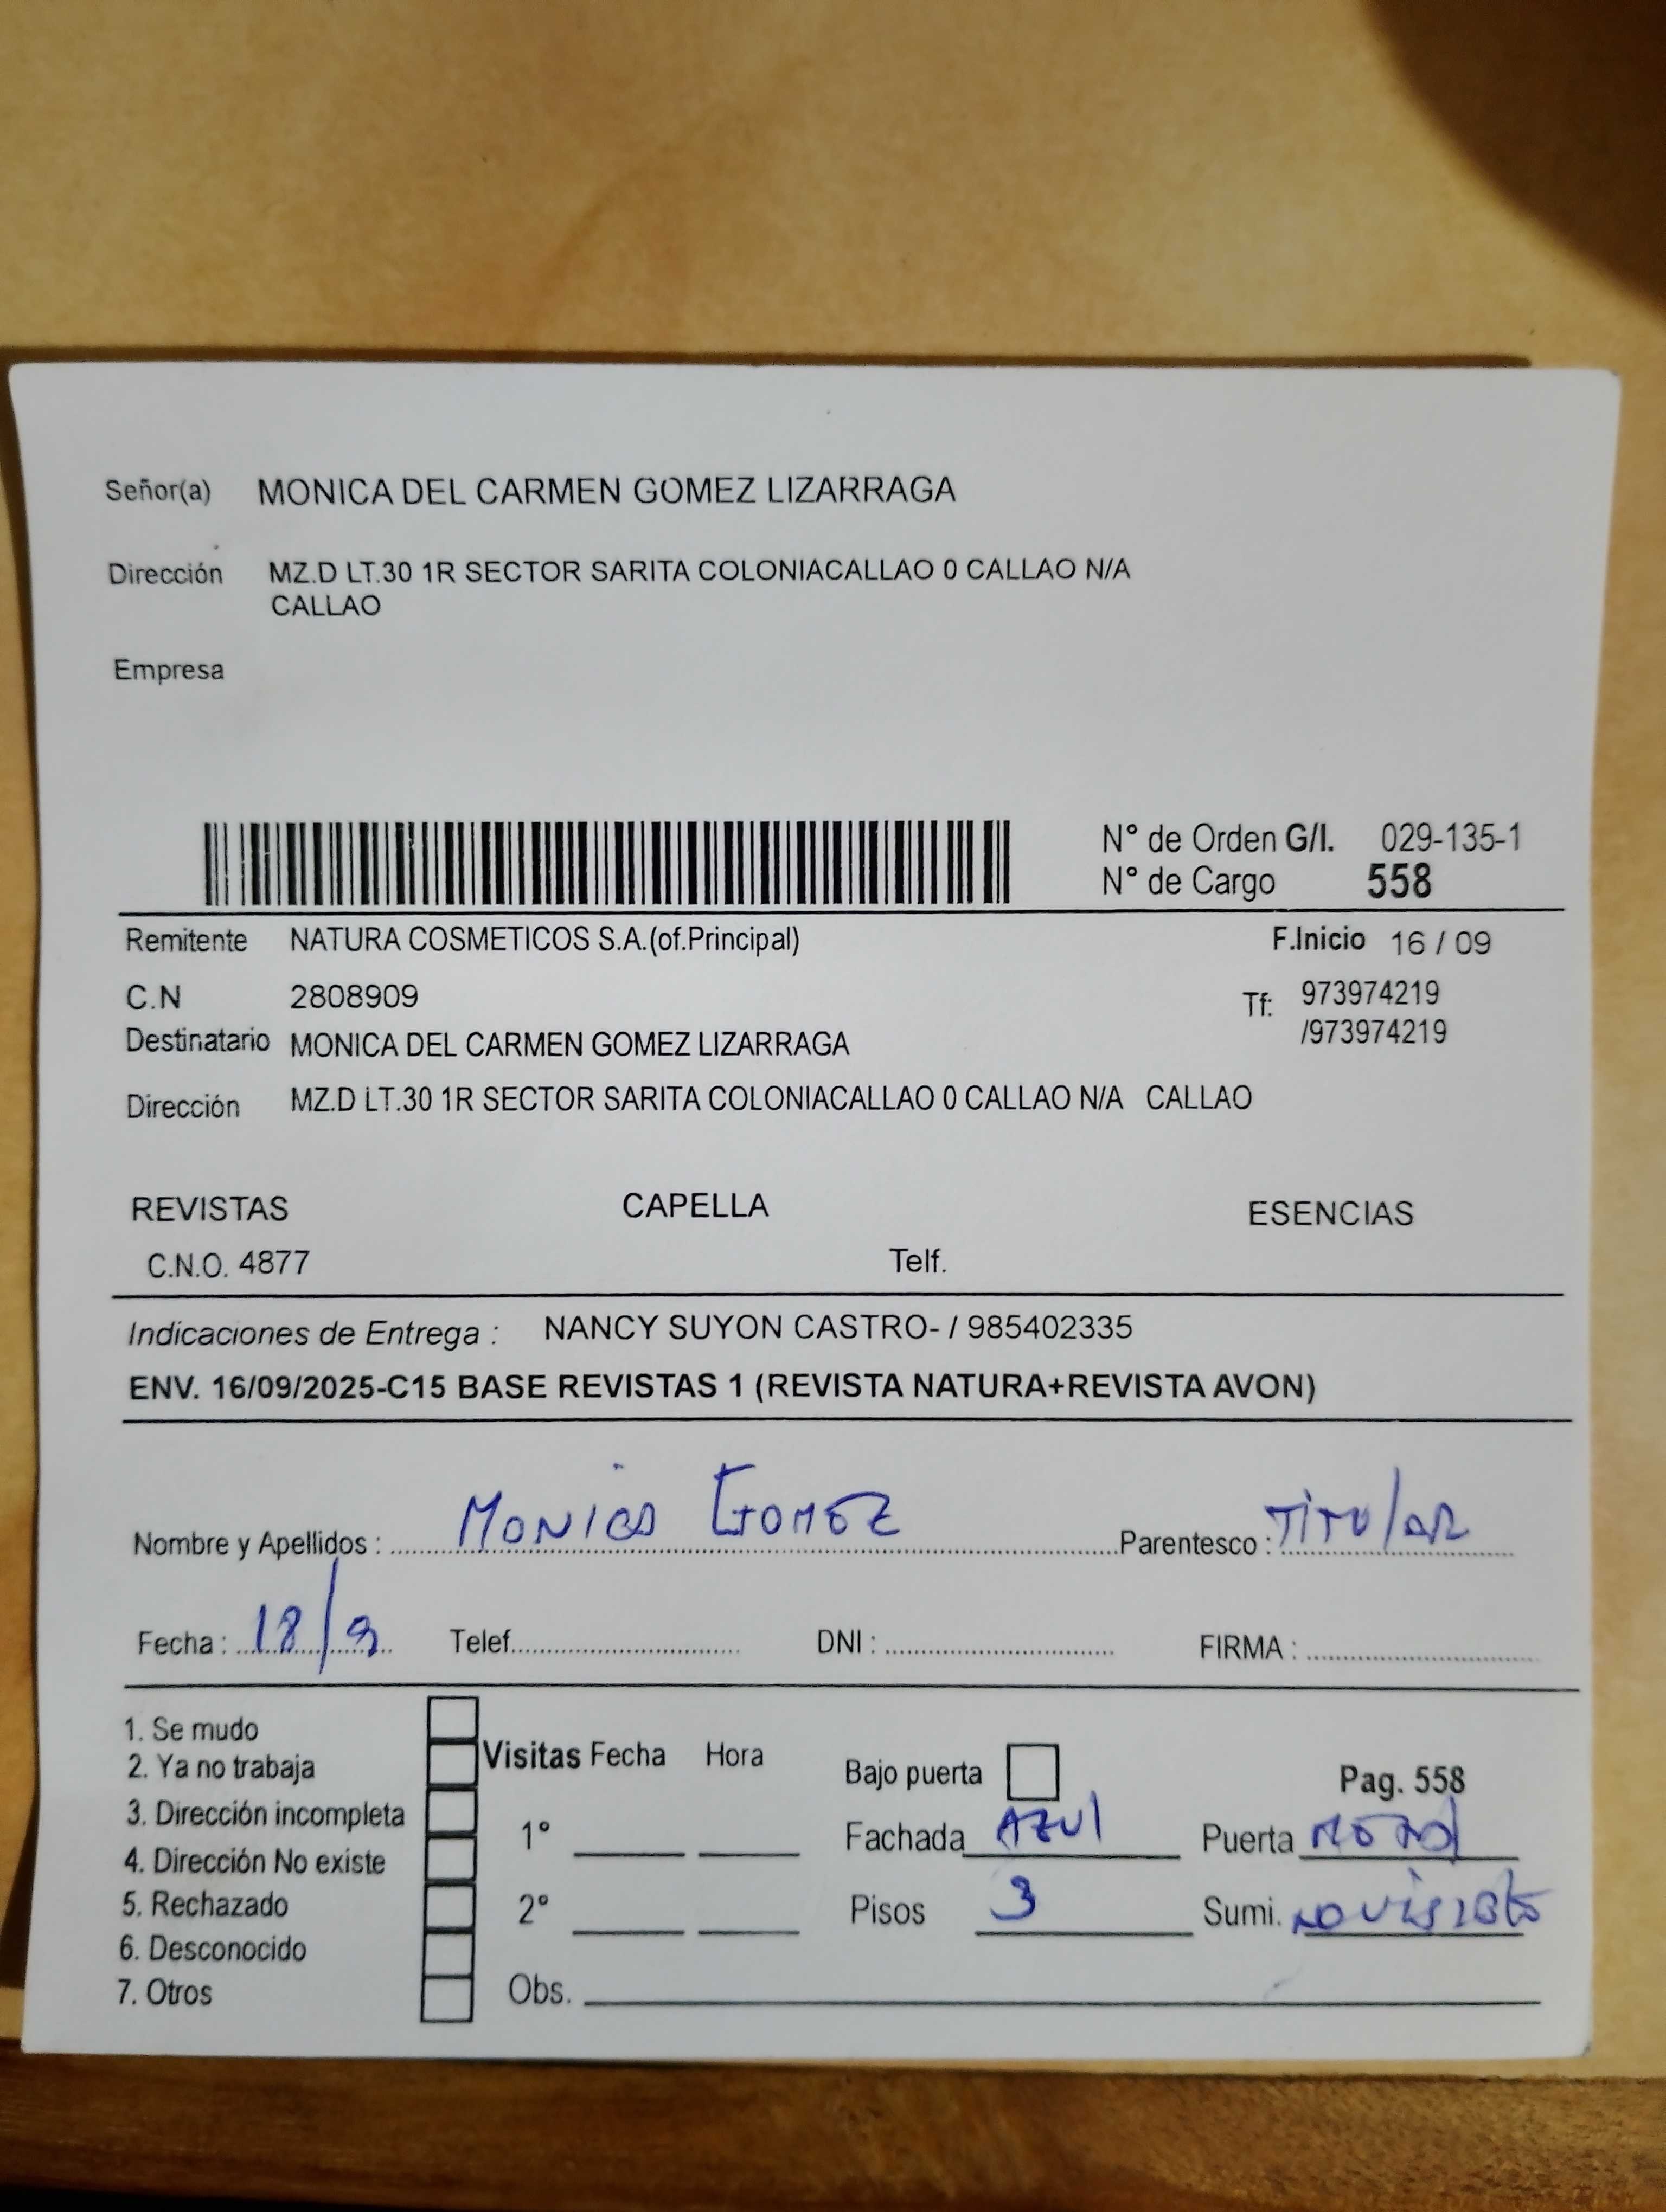 Señor(a) MONICA DEL CARMEN GOMEZ LIZARRAGA
Dirección MZ.D LT.30 1R SECTOR SARITA COLONIACALLAO 0 CALLAO N/A
CALLAO
Empresa
N° de Orden G/I. 029-135-1
N° de Cargo 558
Remitente NATURA COSMETICOS S.A.(of.Principal) F.Inicio 16 / 09
C.N 2808909 Tf: 973974219
/973974219
Destinatario MONICA DEL CARMEN GOMEZ LIZARRAGA
Dirección MZ.D LT.30 1R SECTOR SARITA COLONIACALLAO 0 CALLAO N/A CALLAO
REVISTAS CAPELLA ESENCIAS
C.N.O. 4877 Telf.
Indicaciones de Entrega : NANCY SUYON CASTRO- / 985402335
ENV. 16/09/2025-C15 BASE REVISTAS 1 (REVISTA NATURA+REVISTA AVON)
Nombre y Apellidos : MONICA GOMEZ Parentesco : TITULAR
Fecha : 18/9 Telef. DNI : FIRMA :
1. Se mudo
2. Ya no trabaja
3. Dirección incompleta
4. Dirección No existe
5. Rechazado
6. Desconocido
7. Otros
Visitas Fecha Hora
1°
2°
Obs.
Bajo puerta Pag. 558
Fachada AZUL Puerta
Pisos 3 Sumi. NO VISIBLE